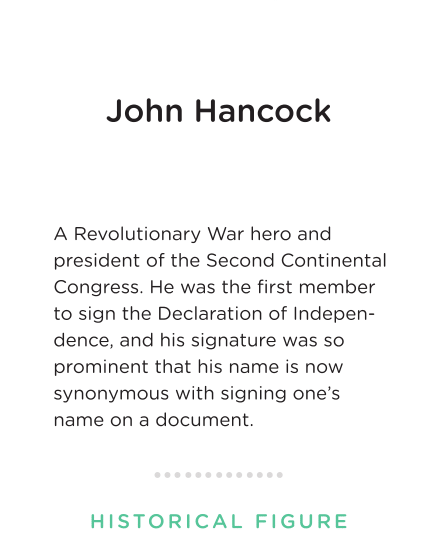 John Hancock
A Revolutionary War hero and
president of the Second Continental
Congress. He was the first member
to sign the Declaration of Indepen-
dence, and his signature was so
prominent that his name is now
synonymous with signing one’s
name on a document.
HISTORICAL FIGURE